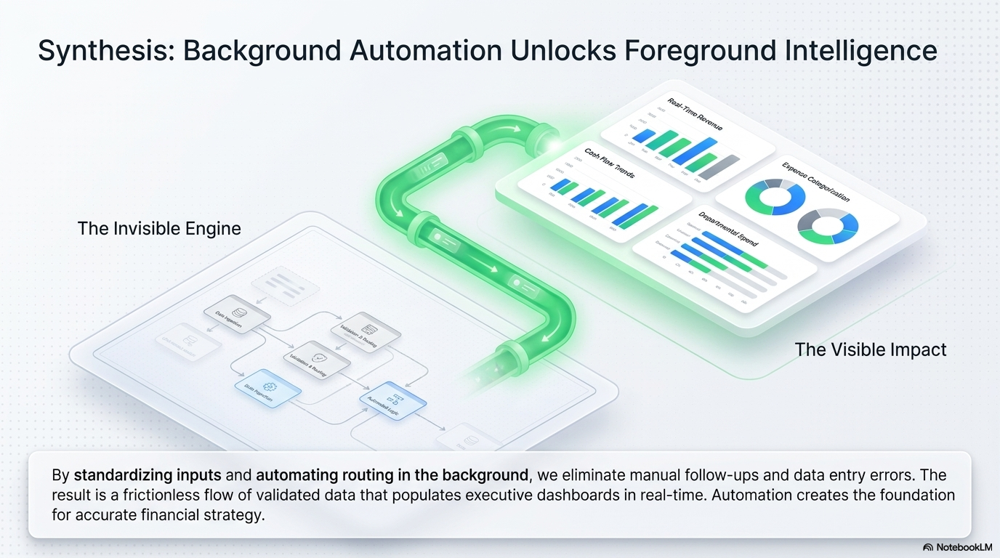 Synthesis: Background Automation Unlocks Foreground Intelligence
The Invisible Engine
Real-Time Revenue
Cash Flow Trends
Expense Categorization
Departmental Spend
Data Ingestion
Validation & Routing
Validation & Routing
Data Ingestion
Automated Logic
The Visible Impact
By standardizing inputs and automating routing in the background, we eliminate manual follow-ups and data entry errors. The
result is a frictionless flow of validated data that populates executive dashboards in real-time. Automation creates the foundation
for accurate financial strategy.
NotebookLM